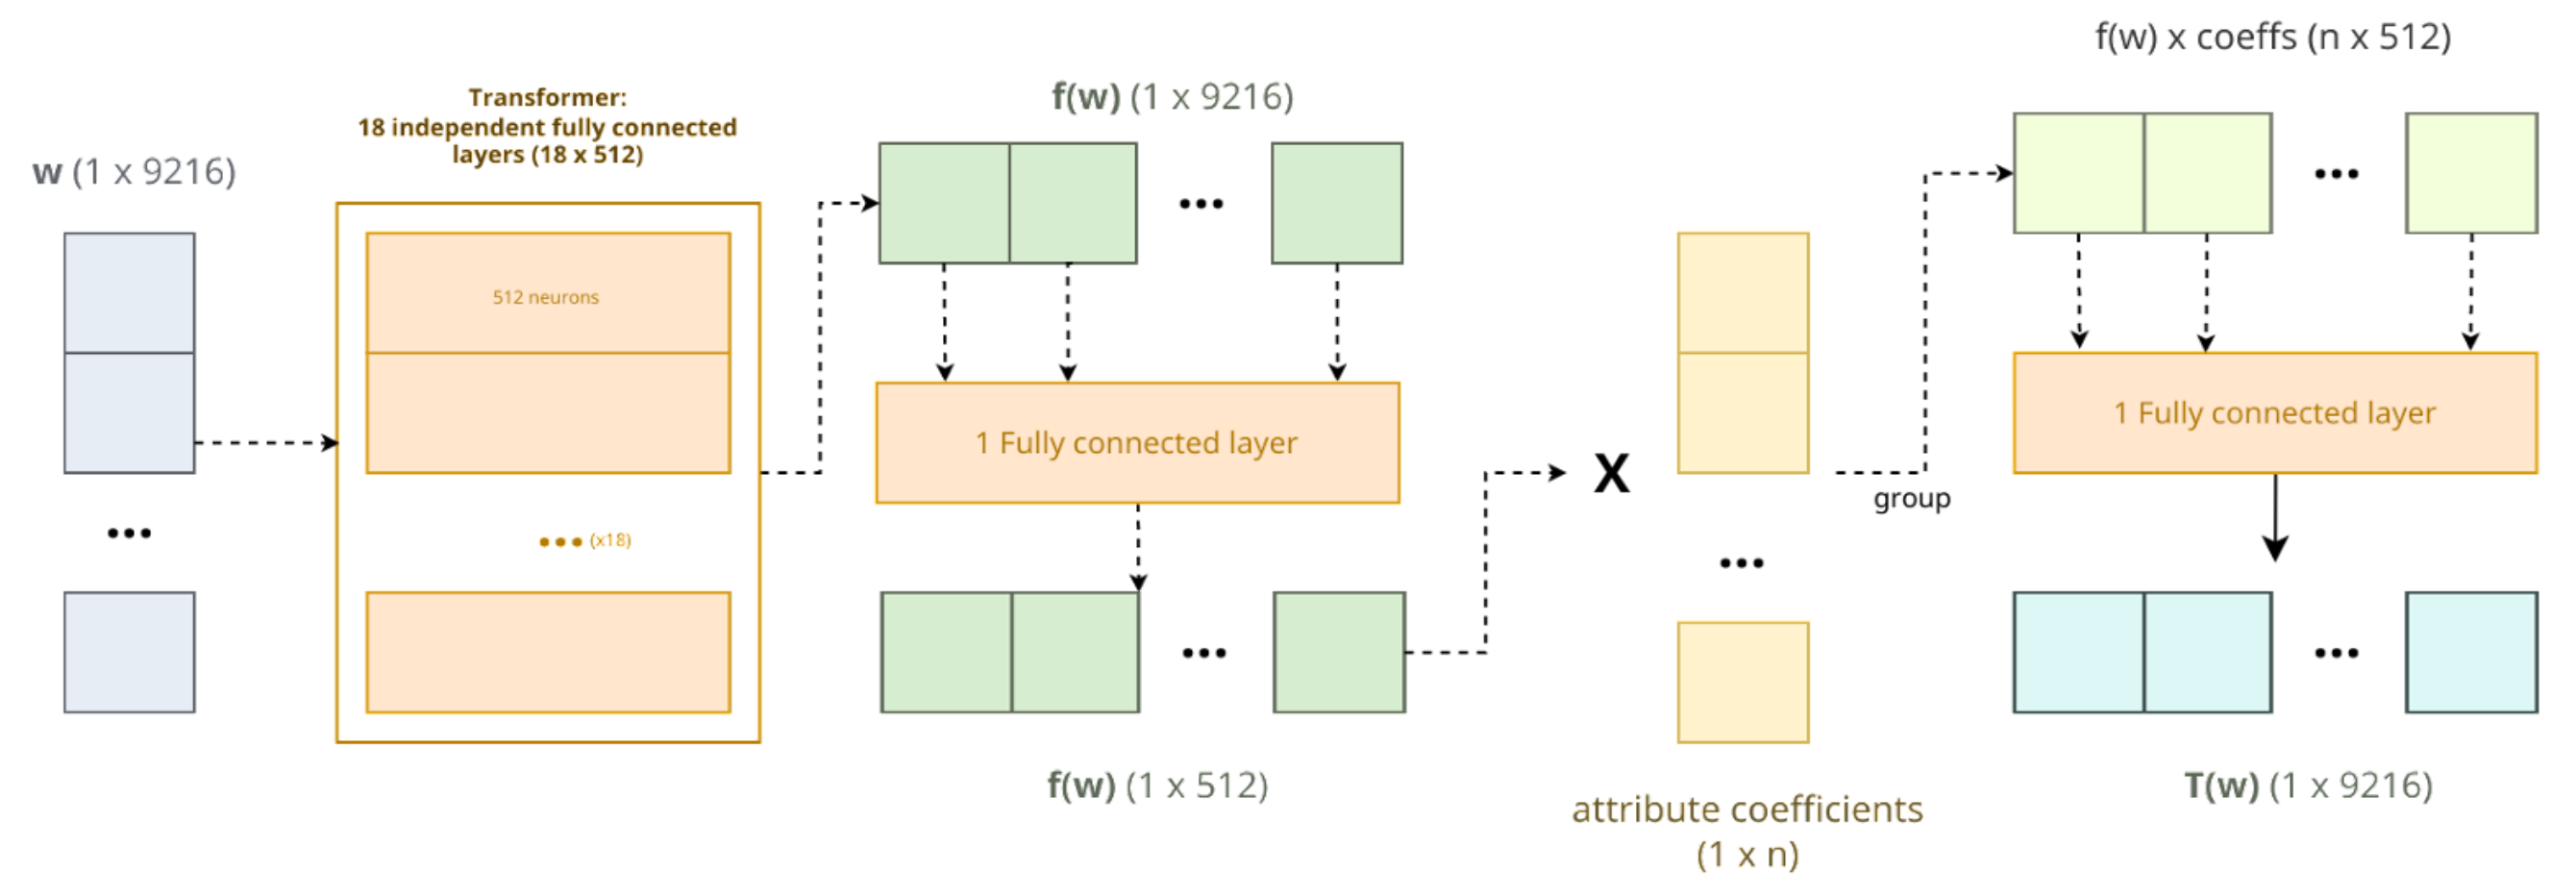 w (1 x 9216)
Transformer:
18 independent fully connected
layers (18 x 512)
512 neurons
(x18)
f(w) (1 x 9216)
1 Fully connected layer
f(w) (1 x 512)
X
attribute coefficients
(1 x n)
group
f(w) x coeffs (n x 512)
1 Fully connected layer
T(w) (1 x 9216)